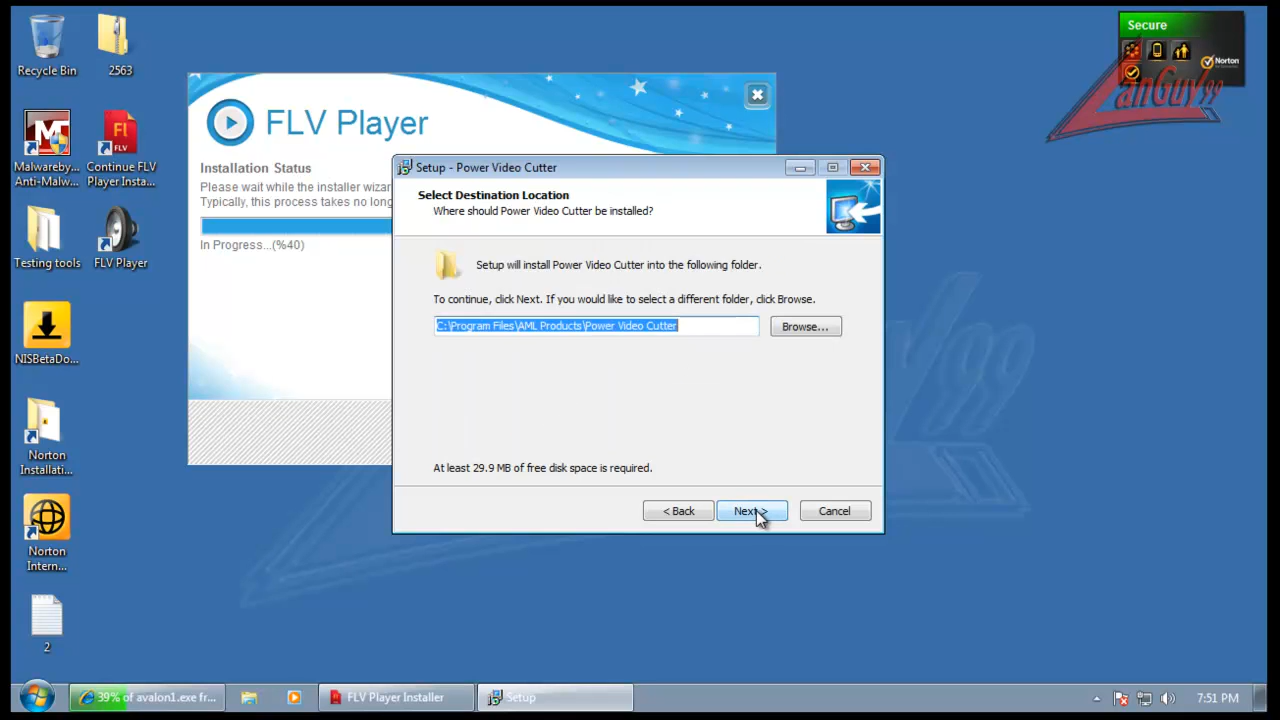 Recycle Bin
2563
Malwareby...
Anti-Malw...
Continue FLV
Player Insta...
FLV
Testing tools
FLV Player
NISBetaDo...
Norton
Installati...
Norton
Intern...
2
Secure
Norton
anGuy99
FLV Player
Installation Status
Please wait while the installer wizar
Typically, this process takes no long
In Progress...(%40)
Setup - Power Video Cutter
Select Destination Location
Where should Power Video Cutter be installed?
Setup will install Power Video Cutter into the following folder.
To continue, click Next. If you would like to select a different folder, click Browse.
C:\Program Files\AML Products\Power Video Cutter
Browse...
At least 29.9 MB of free disk space is required.
< Back
Next >
Cancel
39% of avalon1.exe fr...
FLV Player Installer
Setup
7:51 PM